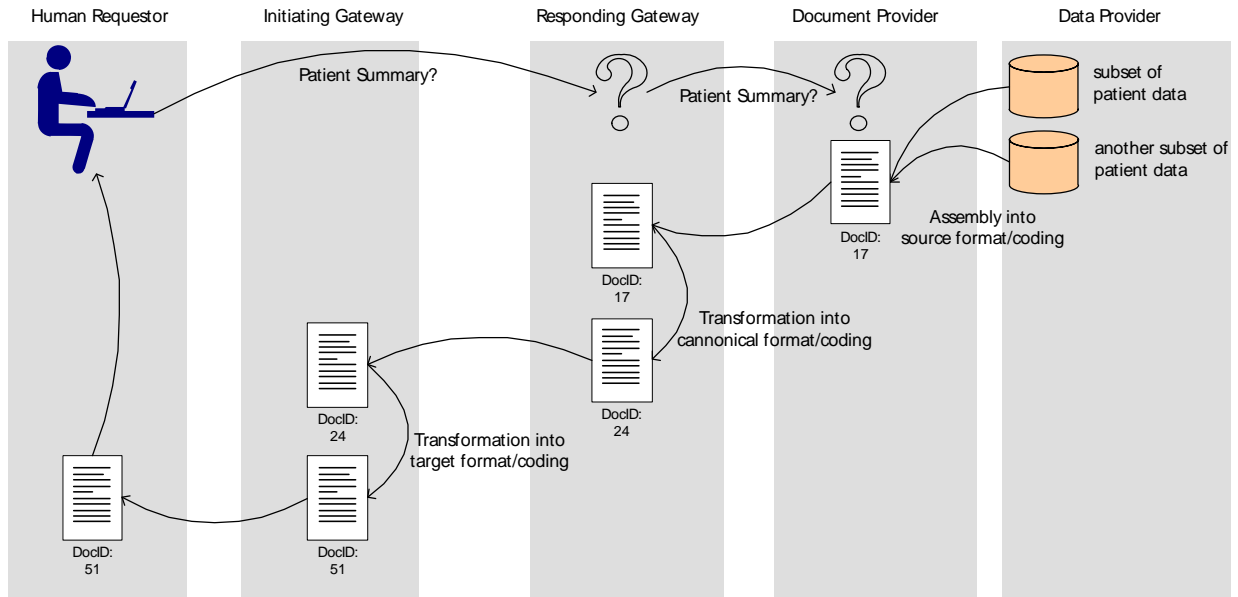 Human Requestor
Initiating Gateway
Responding Gateway
Document Provider
Data Provider
Patient Summary?
Patient Summary?
subset of
patient data
another subset of
patient data
Assembly into
source format/coding
DocID:
17
DocID:
17
Transformation into
cannonical format/coding
DocID:
24
DocID:
24
Transformation into
target format/coding
DocID:
51
DocID:
51